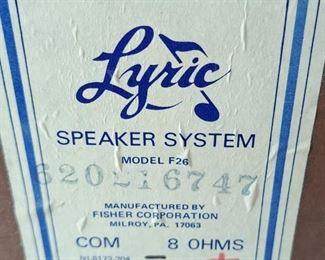 Lyric
SPEAKER SYSTEM
MODEL F26
620216747
MANUFACTURED BY
FISHER CORPORATION
MILROY, PA. 17063
COM 8 OHMS
- +